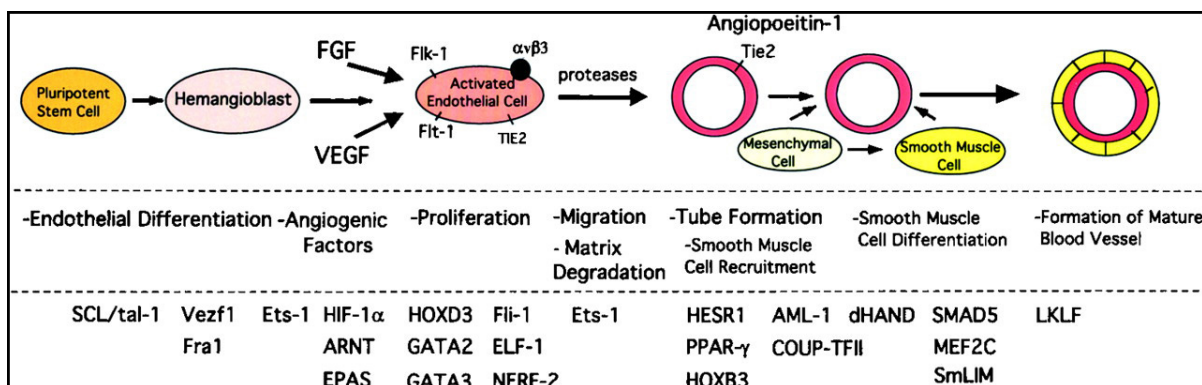 Angiopoeitin-1
Tie2
FGF
Flk-1
αvβ3
Pluripotent
Stem Cell
Hemangioblast
Activated
Endothelial Cell
proteases
Flt-1
TIE2
VEGF
Mesenchymal
Cell
Smooth Muscle
Cell
-Endothelial Differentiation
-Angiogenic
Factors
-Proliferation
-Migration
- Matrix
Degradation
-Tube Formation
-Smooth Muscle
Cell Recruitment
-Smooth Muscle
Cell Differentiation
-Formation of Mature
Blood Vessel
SCL/tal-1 Vezf1 Ets-1 HIF-1α HOXD3 Fli-1 Ets-1 HESR1 AML-1 dHAND SMAD5 LKLF
Fra1 ARNT GATA2 ELF-1 PPAR-γ COUP-TFII MEF2C
EPAS GATA3 NERF-2 HOXB3 SmLIM